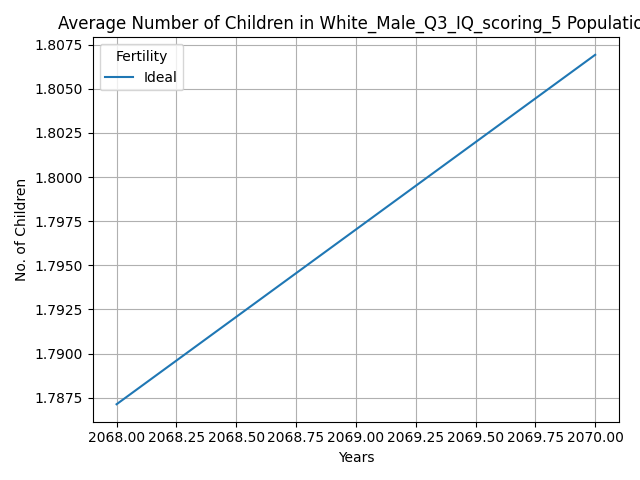 Average Number of Children in White_Male_Q3_IQ_scoring_5 Populatio
Fertility
Ideal
No. of Children
1.8075
1.8050
1.8025
1.8000
1.7975
1.7950
1.7925
1.7900
1.7875
2068.00 2068.25 2068.50 2068.75 2069.00 2069.25 2069.50 2069.75 2070.00
Years